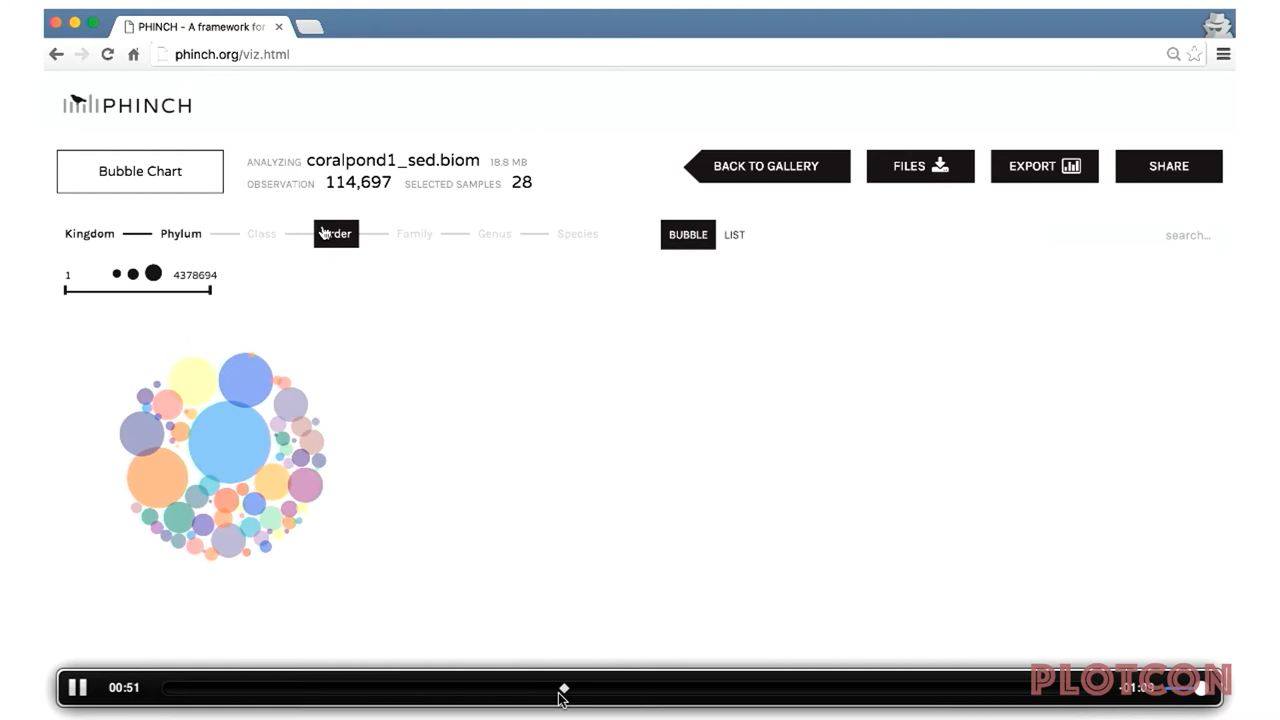 PHINCH - A framework for
phinch.org/viz.html
PHINCH
Bubble Chart
ANALYZING coralpond1_sed.biom 18.8 MB
OBSERVATION 114,697 SELECTED SAMPLES 28
BACK TO GALLERY
FILES
EXPORT
SHARE
Kingdom Phylum Class Order Family Genus Species
BUBBLE LIST
search...
1 4378694
00:51
PLOTCON